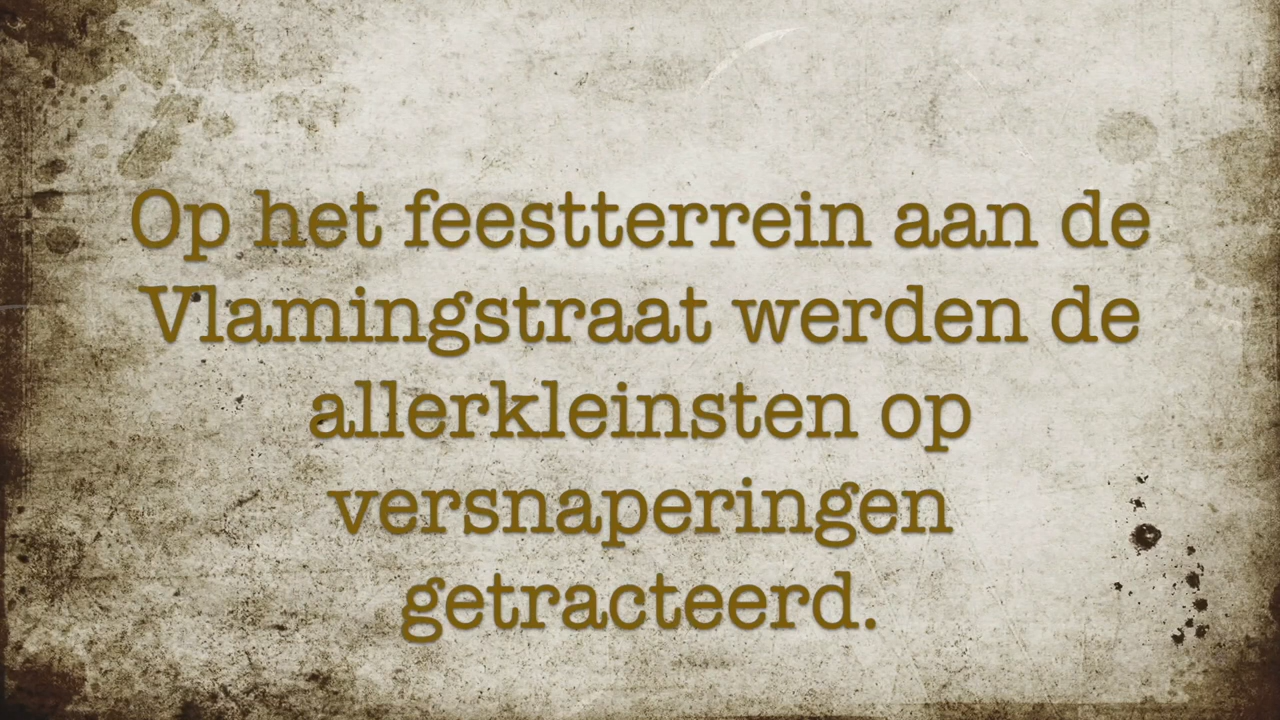 Op het feestterrein aan de
Vlamingstraat werden de
allerkleinsten op
versnaperingen
getracteerd.